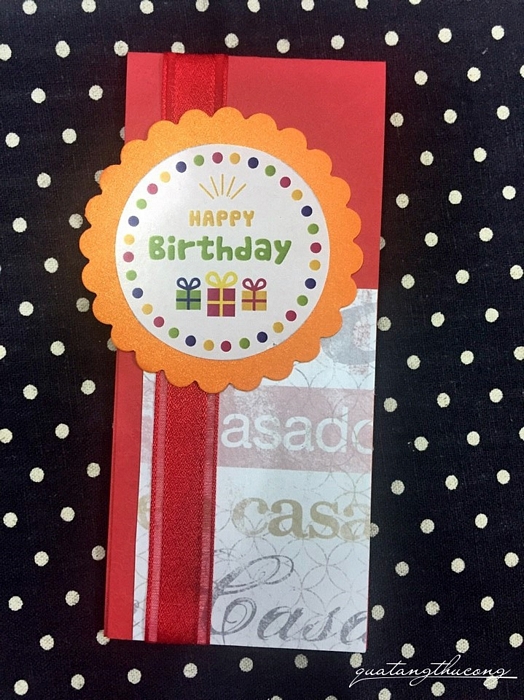 HAPPY
Birthday
asado
casa
Casa
quatangthucong